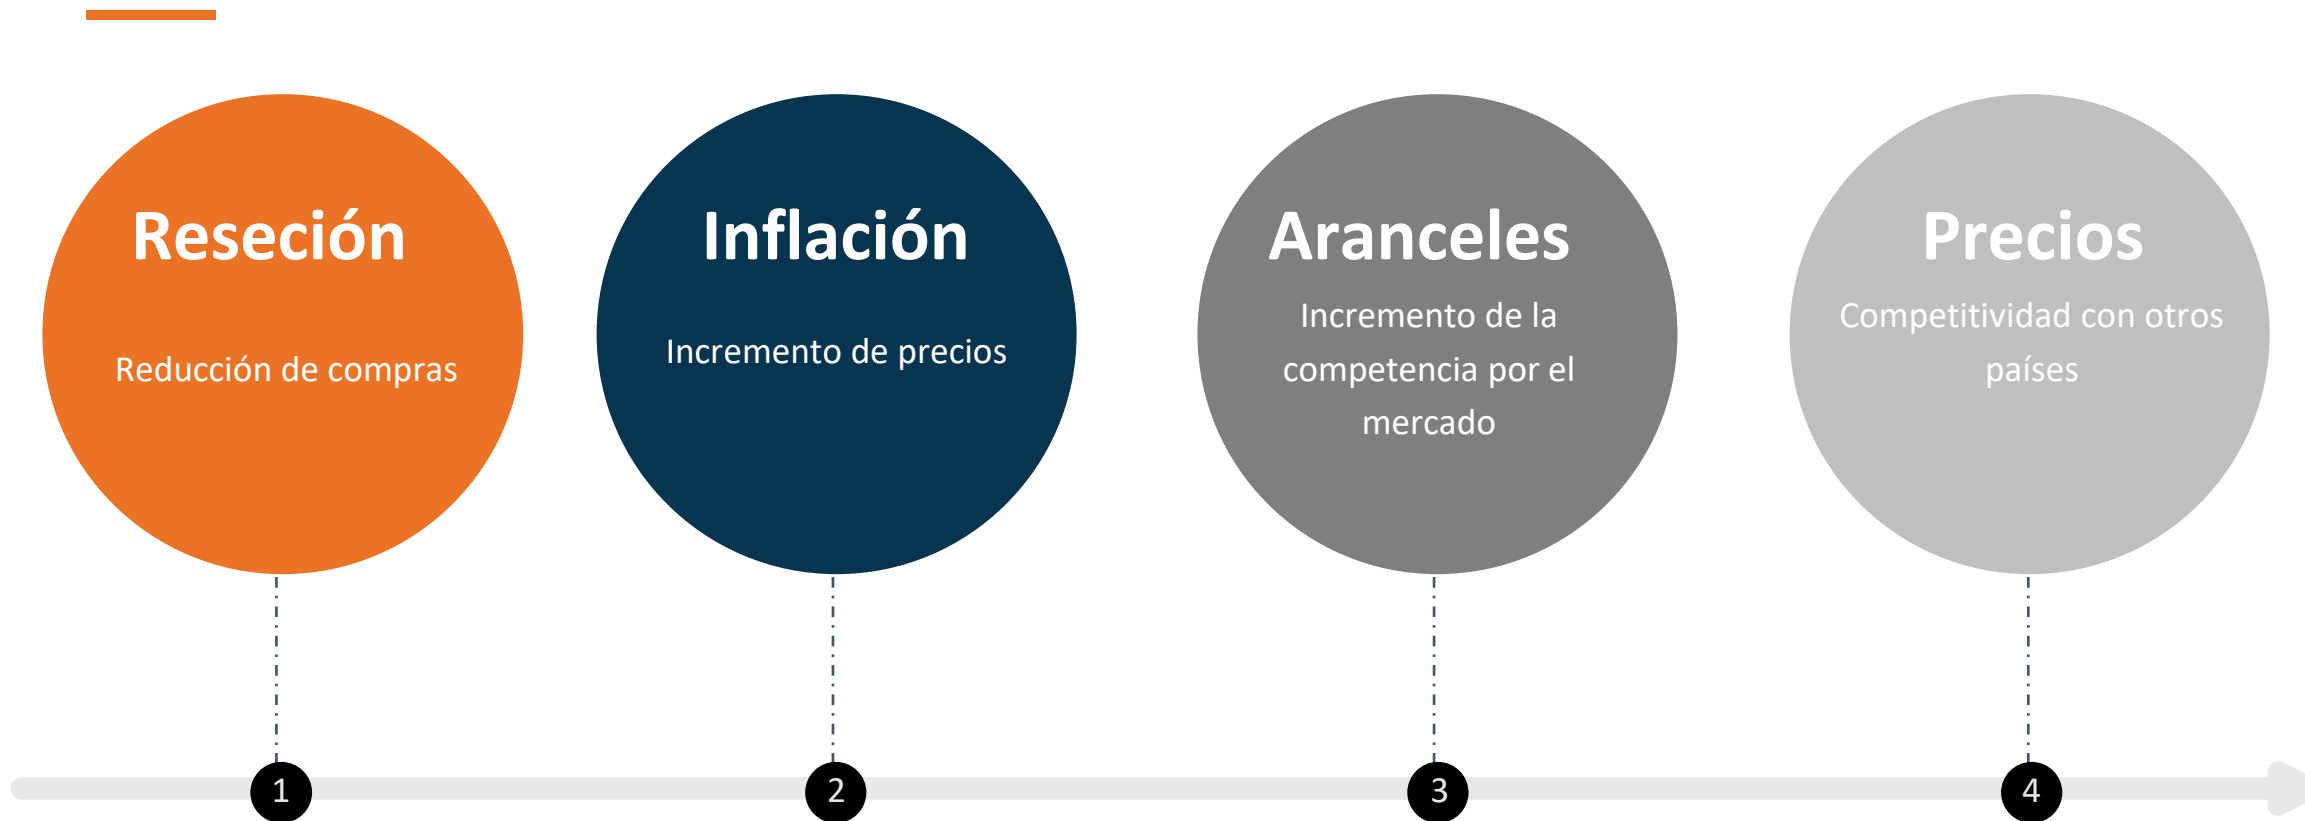 Reseción
Reducción de compras
Inflación
Incremento de precios
Aranceles
Incremento de la
competencia por el
mercado
Precios
Competitividad con otros
países
1
2
3
4